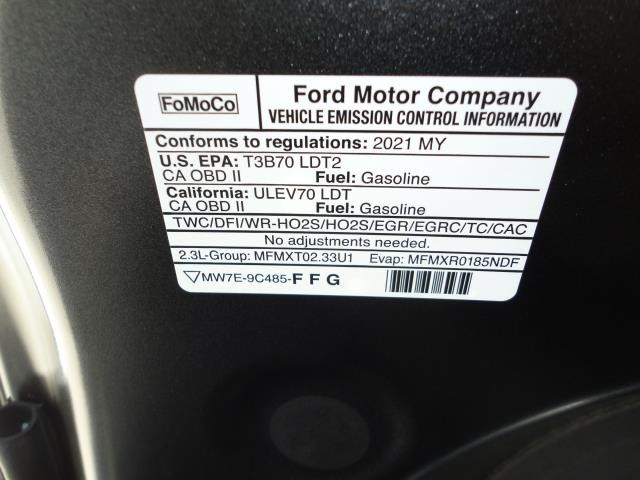 FoMoCo
Ford Motor Company
VEHICLE EMISSION CONTROL INFORMATION
Conforms to regulations: 2021 MY
U.S. EPA: T3B70 LDT2
CA OBD II Fuel: Gasoline
California: ULEV70 LDT
CA OBD II Fuel: Gasoline
TWC/DFI/WR-HO2S/HO2S/EGR/EGRC/TC/CAC
No adjustments needed.
2.3L-Group: MFMXT02.33U1 Evap: MFMXR0185NDF
MW7E-9C485-F F G